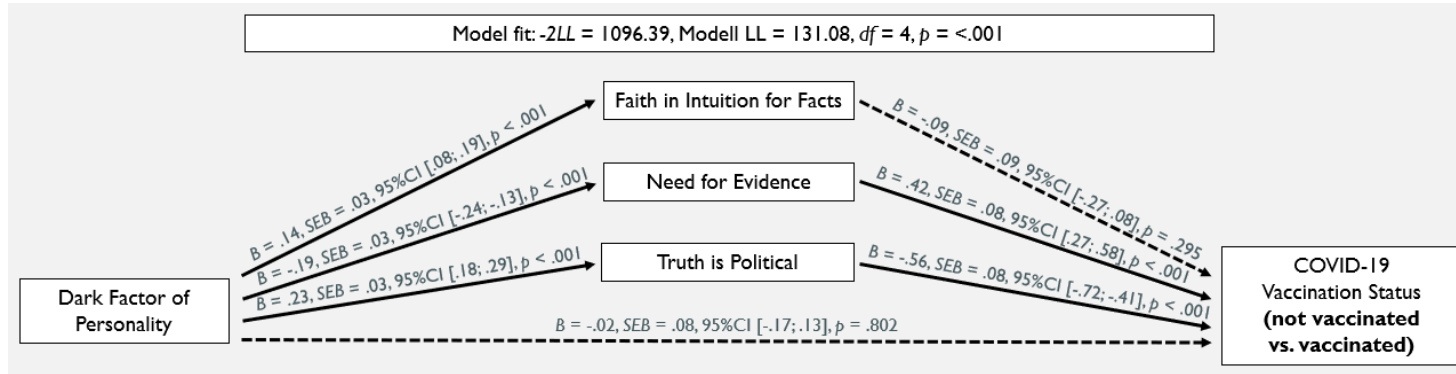 Model fit: -2LL = 1096.39, Modell LL = 131.08, df = 4, p = <.001
Faith in Intuition for Facts
B = .14, SEB = .03, 95%CI [.08; .19], p < .001
B = -.09, SEB = .09, 95%CI [-.27; .08], p = .295
Need for Evidence
B = -.19, SEB = .03, 95%CI [-.24; -.13], p < .001
B = .42, SEB = .08, 95%CI [.27; .58], p < .001
Truth is Political
B = .23, SEB = .03, 95%CI [.18; .29], p < .001
B = -.56, SEB = .08, 95%CI [-.72; -.41], p < .001
Dark Factor of
Personality
B = -.02, SEB = .08, 95%CI [-.17; .13], p = .802
COVID-19
Vaccination Status
(not vaccinated
vs. vaccinated)